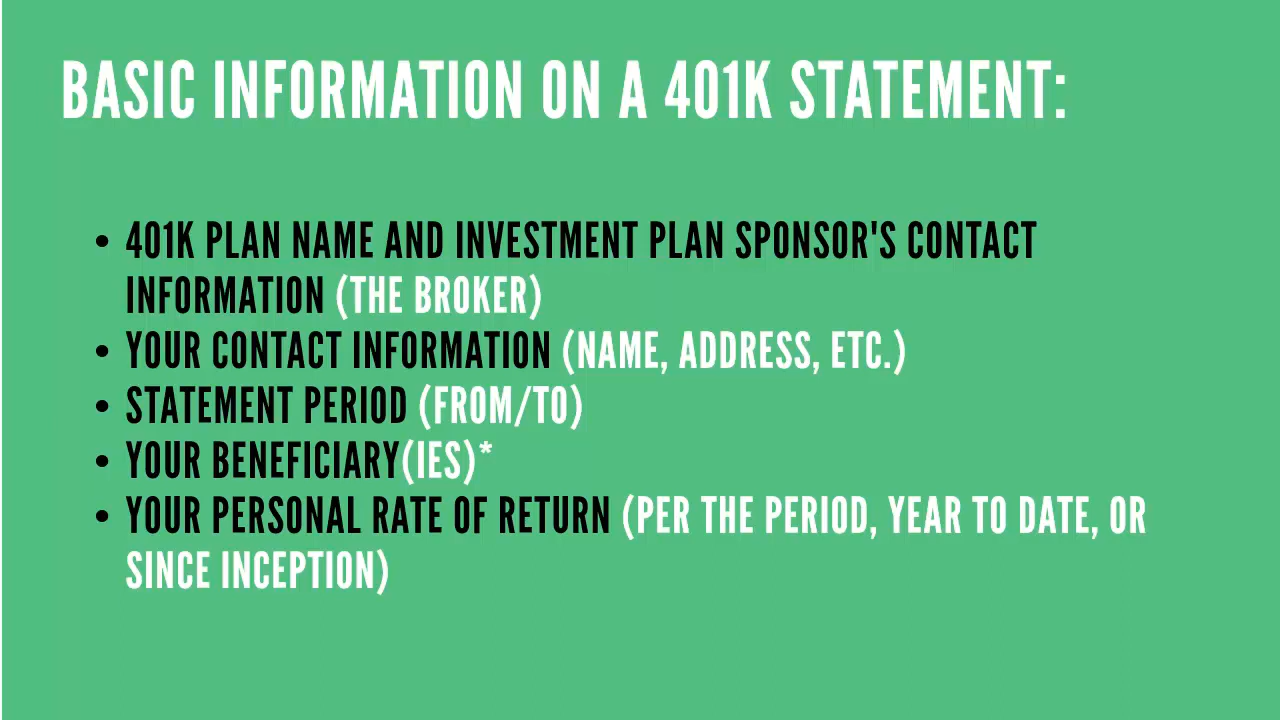 BASIC INFORMATION ON A 401K STATEMENT:
• 401K PLAN NAME AND INVESTMENT PLAN SPONSOR'S CONTACT
INFORMATION (THE BROKER)
• YOUR CONTACT INFORMATION (NAME, ADDRESS, ETC.)
• STATEMENT PERIOD (FROM/TO)
• YOUR BENEFICIARY(IES)*
• YOUR PERSONAL RATE OF RETURN (PER THE PERIOD, YEAR TO DATE, OR
SINCE INCEPTION)